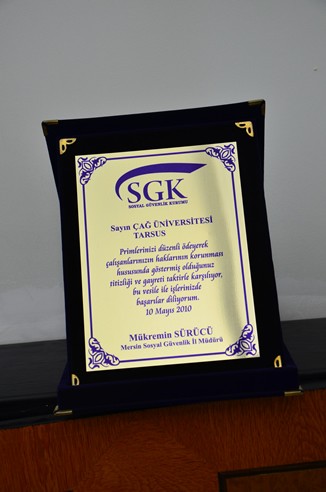 SGK
SOSYAL GÜVENLİK KURUMU
Sayın ÇAĞ ÜNİVERSİTESİ
TARSUS
Primlerinizi düzenli ödeyerek
çalışanlarınızın haklarının korunması
hususunda göstermiş olduğunuz
titizliği ve gayreti taktirle karşılıyor,
bu vesile ile işlerinizde
başarılar diliyorum.
10 Mayıs 2010
Mükremin SÜRÜCÜ
Mersin Sosyal Güvenlik İl Müdürü